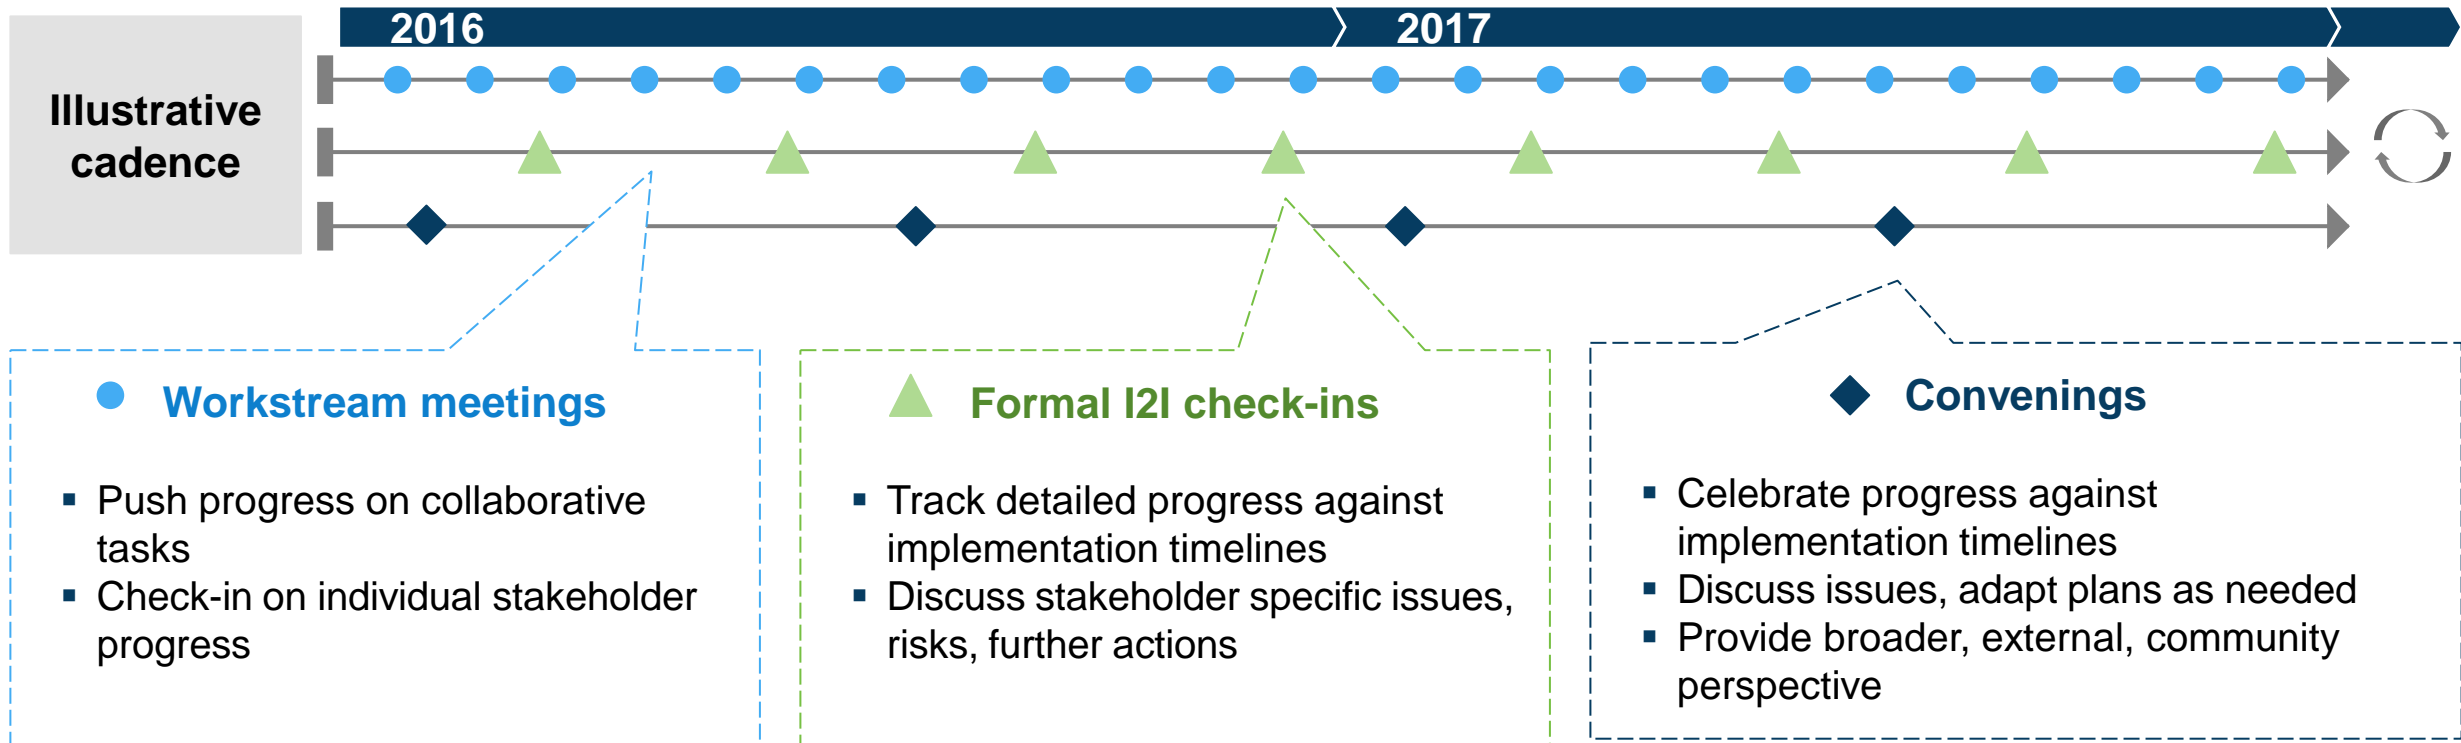 2016
2017
Illustrative
cadence
Workstream meetings
▪ Push progress on collaborative
tasks
▪ Check-in on individual stakeholder
progress
Formal I2I check-ins
▪ Track detailed progress against
implementation timelines
▪ Discuss stakeholder specific issues,
risks, further actions
Convenings
▪ Celebrate progress against
implementation timelines
▪ Discuss issues, adapt plans as needed
▪ Provide broader, external, community
perspective